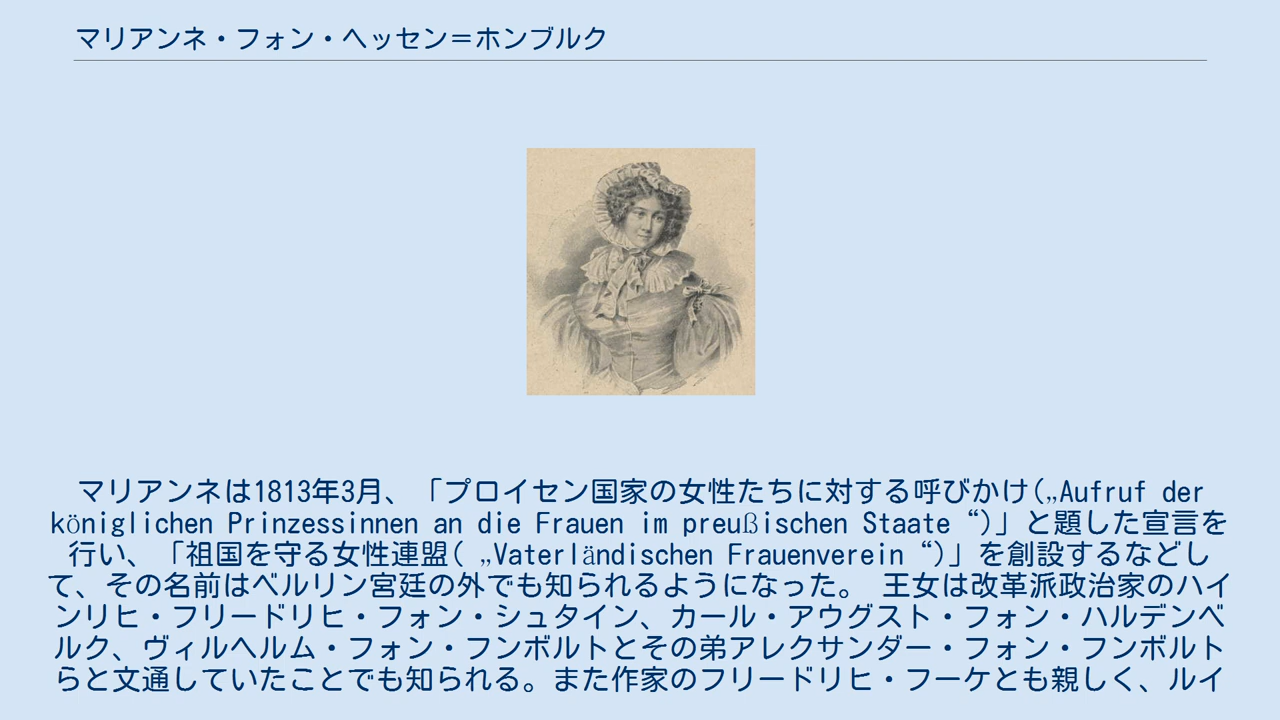 マリアンネ・フォン・ヘッセン＝ホンブルク
マリアンネは1813年3月、「プロイセン国家の女性たちに対する呼びかけ(„Aufruf der
königlichen Prinzessinnen an die Frauen im preußischen Staate “)」と題した宣言を
行い、「祖国を守る女性連盟( „Vaterländischen Frauenverein “)」を創設するなどし
て、その名前はベルリン宮廷の外でも知られるようになった。 王女は改革派政治家のハイ
ンリヒ・フリードリヒ・フォン・シュタイン、カール・アウグスト・フォン・ハルデンベ
ルク、ヴィルヘルム・フォン・フンボルトとその弟アレクサンダー・フォン・フンボルト
らと文通していたことでも知られる。また作家のフリードリヒ・フーケとも親しく、ルイ